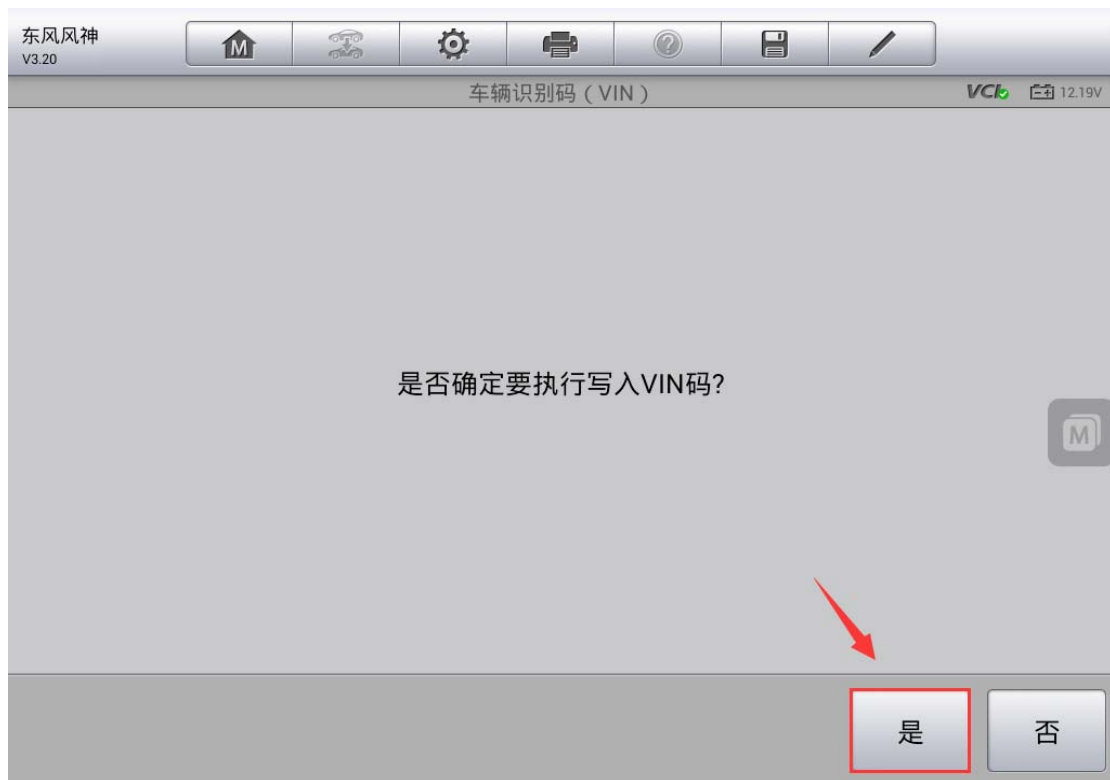 东风风神
V3.20
M
车辆识别码（VIN）
VCI
12.19V
是否确定要执行写入VIN码?
M
是
否